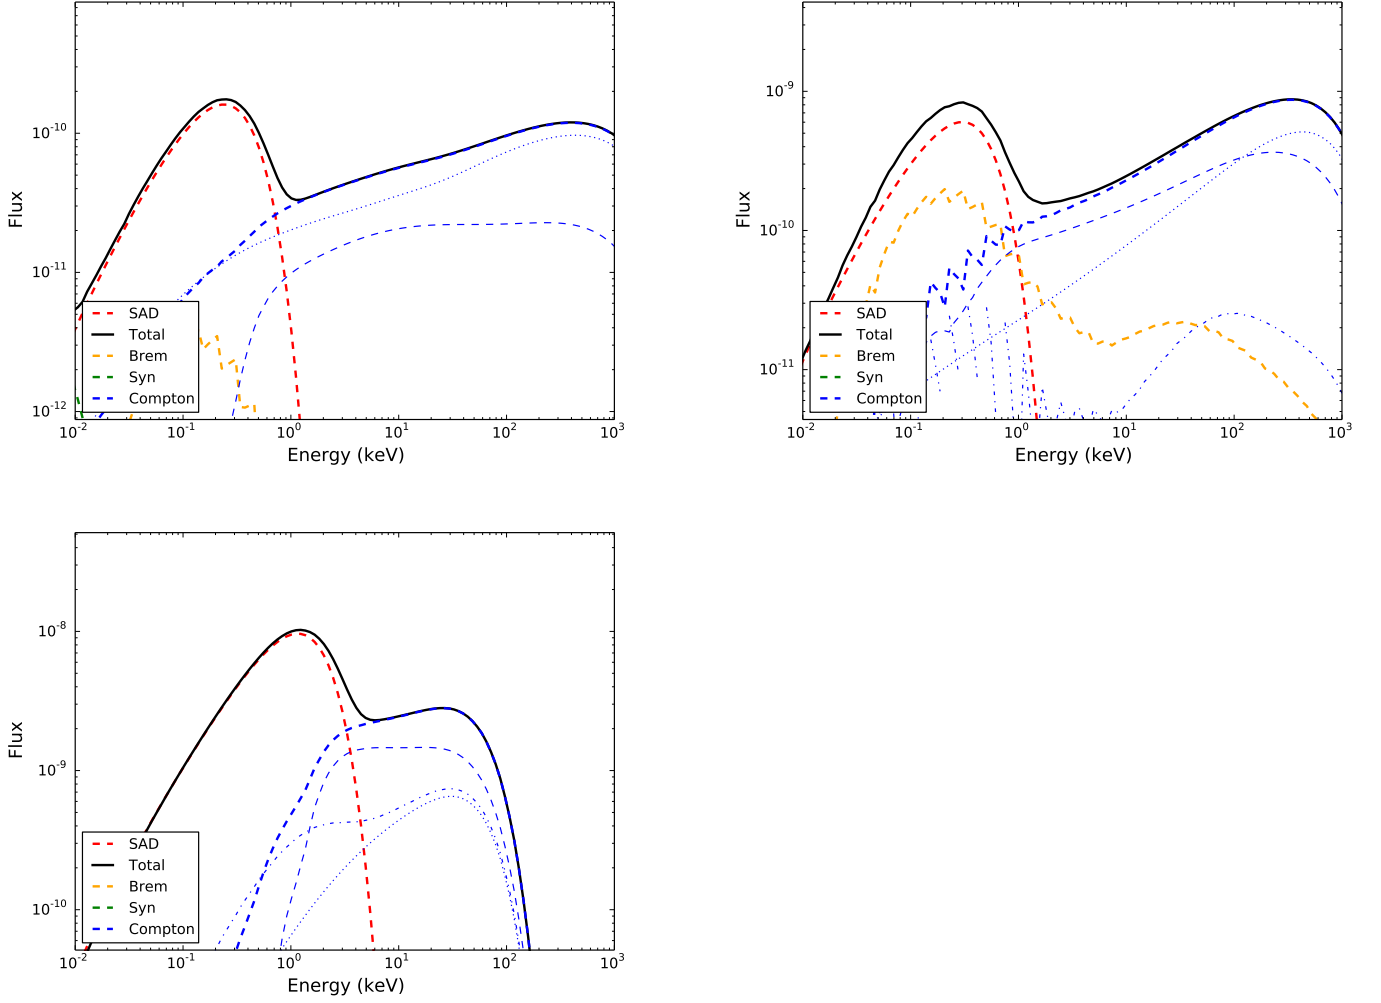 Flux
10^-10
10^-11
10^-12
SAD
Total
Brem
Syn
Compton
10^-2 10^-1 10^0 10^1 10^2 10^3
Energy (keV)
Flux
10^-9
10^-10
10^-11
SAD
Total
Brem
Syn
Compton
10^-2 10^-1 10^0 10^1 10^2 10^3
Energy (keV)
Flux
10^-8
10^-9
10^-10
SAD
Total
Brem
Syn
Compton
10^-2 10^-1 10^0 10^1 10^2 10^3
Energy (keV)